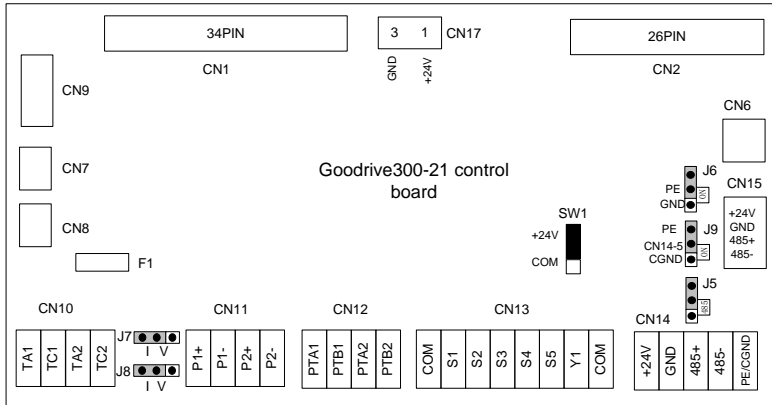 34PIN
3 1
CN17
26PIN
CN1
GND
+24V
CN2
CN9
CN6
CN7
Goodrive300-21 control
board
J6
PE
NO
GND
CN15
CN8
SW1
+24V
COM
J9
PE
CN14-5
NO
CGND
+24V
GND
485+
485-
F1
J5
485
CN10
CN11
CN12
CN13
CN14
J7
I V
J8
I V
TA1
TC1
TA2
TC2
P1+
P1-
P2+
P2-
PTA1
PTB1
PTA2
PTB2
COM
S1
S2
S3
S4
S5
Y1
COM
+24V
GND
485+
485-
PE/CGND